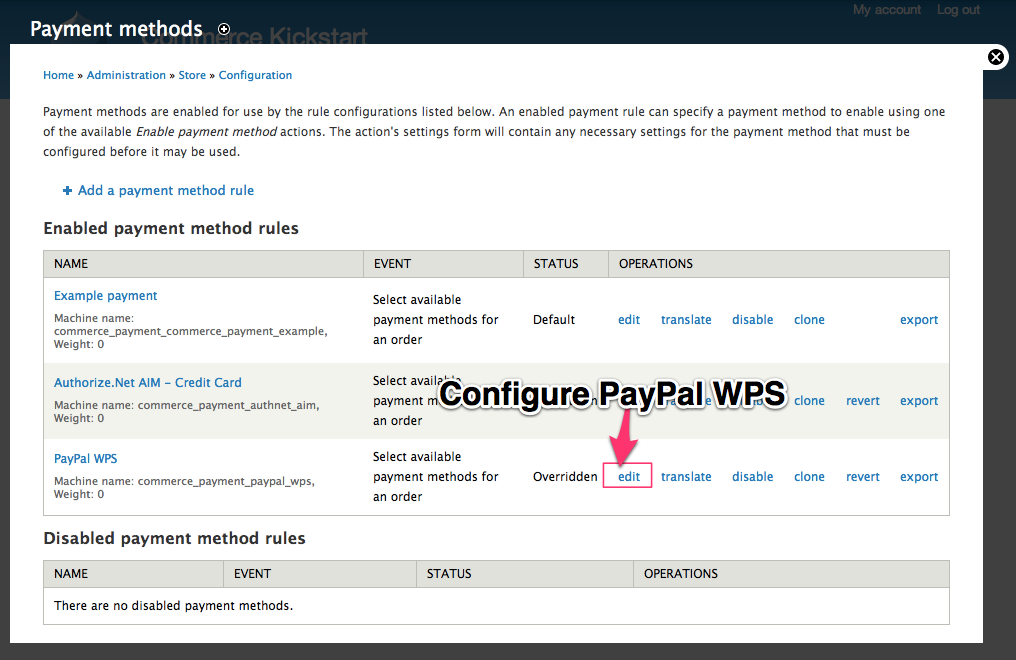 My account Log out
Payment methods
Commerce Kickstart
Home » Administration » Store » Configuration
Payment methods are enabled for use by the rule configurations listed below. An enabled payment rule can specify a payment method to enable using one
of the available Enable payment method actions. The action's settings form will contain any necessary settings for the payment method that must be
configured before it may be used.
+ Add a payment method rule
Enabled payment method rules
NAME EVENT STATUS OPERATIONS
Example payment
Machine name:
commerce_payment_commerce_payment_example,
Weight: 0
Select available
payment methods for
an order
Default edit translate disable clone export
Authorize.Net AIM – Credit Card
Machine name: commerce_payment_authnet_aim,
Weight: 0
Select available
payment
an order
clone revert export
Configure PayPal WPS
PayPal WPS
Machine name: commerce_payment_paypal_wps,
Weight: 0
Select available
payment methods for
an order
Overridden edit translate disable clone revert export
Disabled payment method rules
NAME EVENT STATUS OPERATIONS
There are no disabled payment methods.